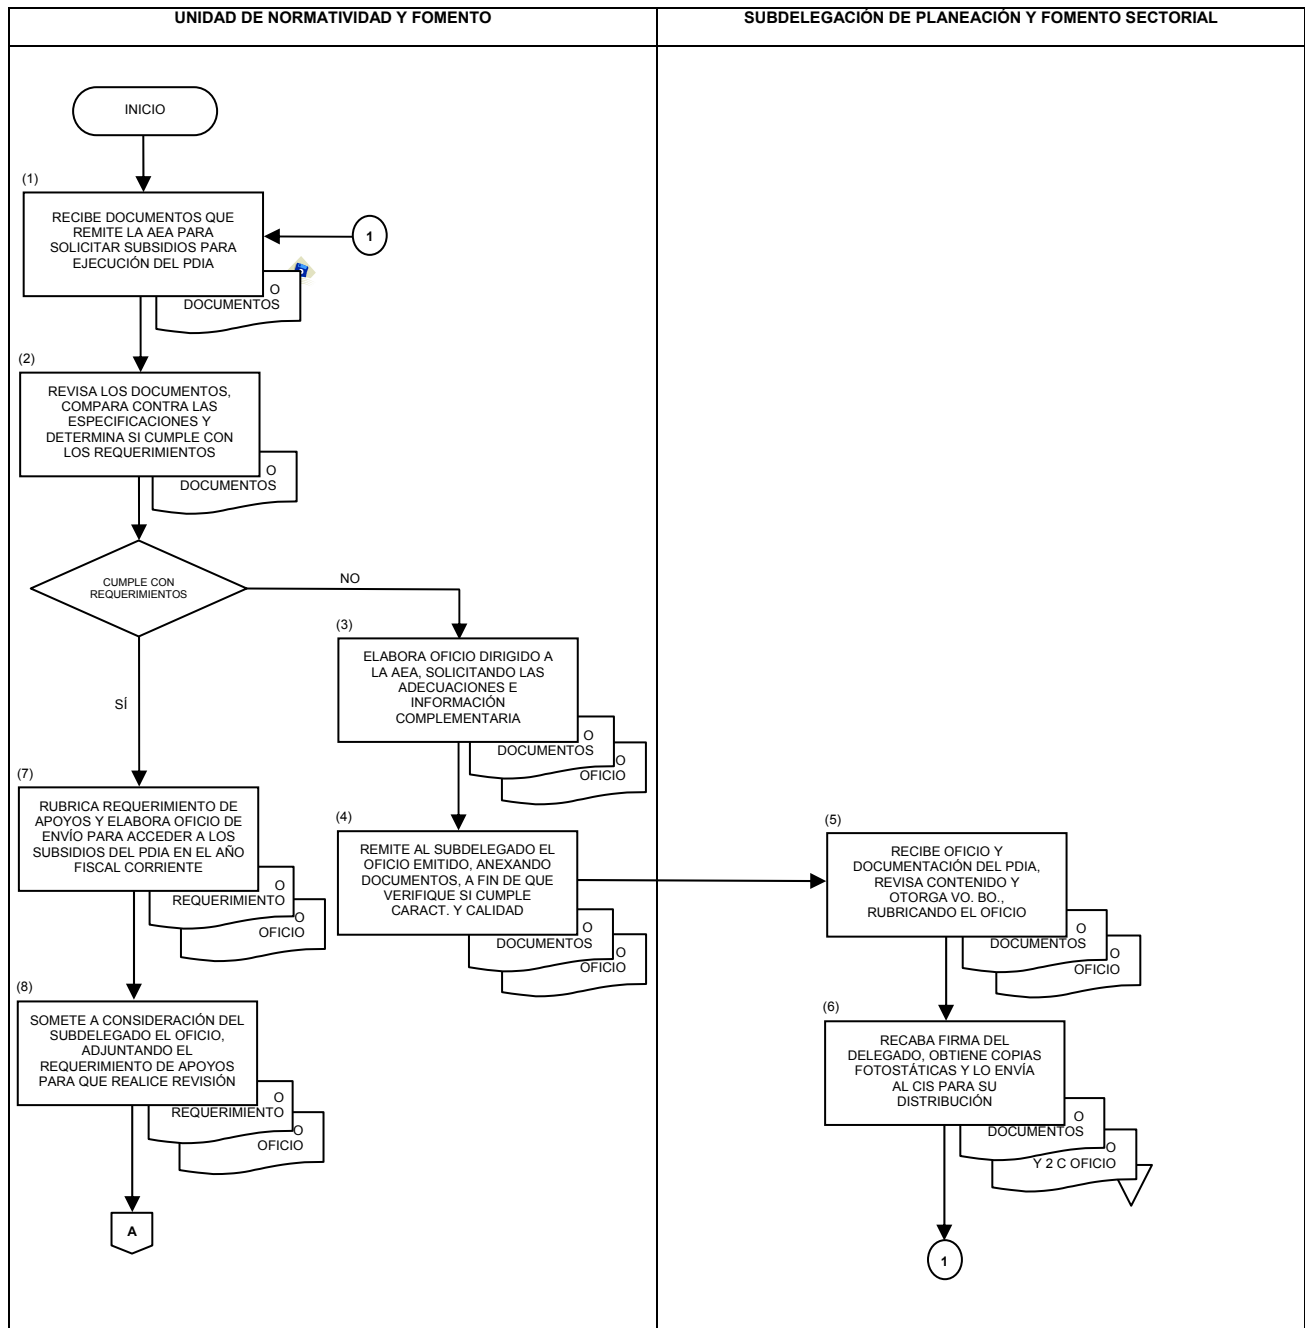 UNIDAD DE NORMATIVIDAD Y FOMENTO
SUBDELEGACIÓN DE PLANEACIÓN Y FOMENTO SECTORIAL
INICIO
(1)
RECIBE DOCUMENTOS QUE
REMITE LA AEA PARA
SOLICITAR SUBSIDIOS PARA
EJECUCIÓN DEL PDIA
1
O
DOCUMENTOS
(2)
REVISA LOS DOCUMENTOS,
COMPARA CONTRA LAS
ESPECIFICACIONES Y
DETERMINA SI CUMPLE CON
LOS REQUERIMIENTOS
O
DOCUMENTOS
CUMPLE CON
REQUERIMIENTOS
NO
SÍ
(3)
ELABORA OFICIO DIRIGIDO A
LA AEA, SOLICITANDO LAS
ADECUACIONES E
INFORMACIÓN
COMPLEMENTARIA
O
DOCUMENTOS
O
OFICIO
(4)
REMITE AL SUBDELEGADO EL
OFICIO EMITIDO, ANEXANDO
DOCUMENTOS, A FIN DE QUE
VERIFIQUE SI CUMPLE
CARACT. Y CALIDAD
O
DOCUMENTOS
O
OFICIO
(5)
RECIBE OFICIO Y
DOCUMENTACIÓN DEL PDIA,
REVISA CONTENIDO Y
OTORGA VO. BO.,
RUBRICANDO EL OFICIO
O
DOCUMENTOS
O
OFICIO
(6)
RECABA FIRMA DEL
DELEGADO, OBTIENE COPIAS
FOTOSTÁTICAS Y LO ENVÍA
AL CIS PARA SU
DISTRIBUCIÓN
O
DOCUMENTOS
O
Y 2 C OFICIO
1
(7)
RUBRICA REQUERIMIENTO DE
APOYOS Y ELABORA OFICIO DE
ENVÍO PARA ACCEDER A LOS
SUBSIDIOS DEL PDIA EN EL AÑO
FISCAL CORRIENTE
O
REQUERIMIENTO
O
OFICIO
(8)
SOMETE A CONSIDERACIÓN DEL
SUBDELEGADO EL OFICIO,
ADJUNTANDO EL
REQUERIMIENTO DE APOYOS
PARA QUE REALICE REVISIÓN
O
REQUERIMIENTO
O
OFICIO
A